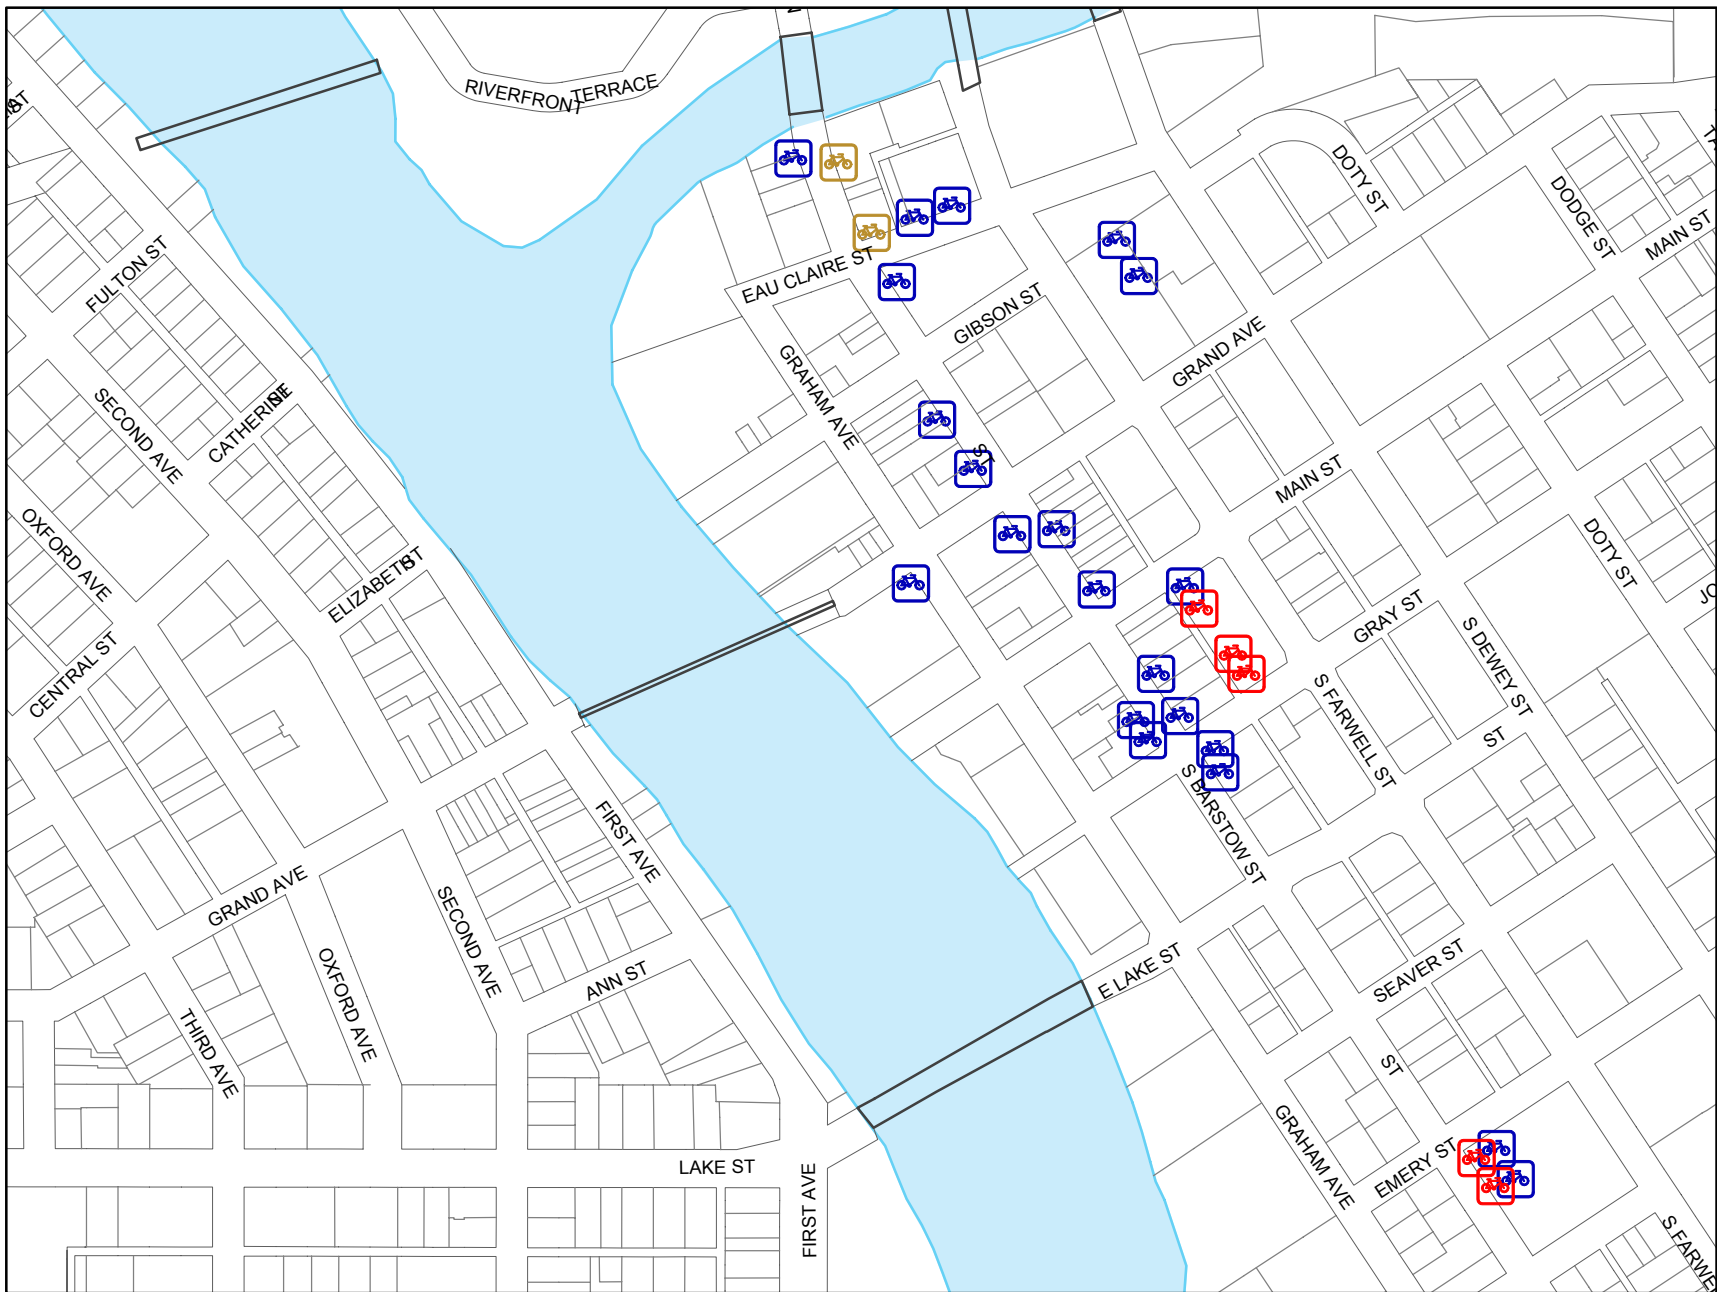 RIVERFRONT TERRACE
DOTY ST
DODGE ST
MAIN ST
FULTON ST
EAU CLAIRE ST
GIBSON ST
GRAND AVE
GRAHAM AVE
SECOND AVE
CATHERINE ST
ST
MAIN ST
OXFORD AVE
ELIZABETH ST
DOTY ST
GRAY ST
S DEWEY ST
CENTRAL ST
S FARWELL ST
ST
S BARSTOW ST
FIRST AVE
GRAND AVE
SECOND AVE
OXFORD AVE
ANN ST
E LAKE ST
SEAVER ST
THIRD AVE
ST
GRAHAM AVE
EMERY ST
LAKE ST
FIRST AVE
S FARWE